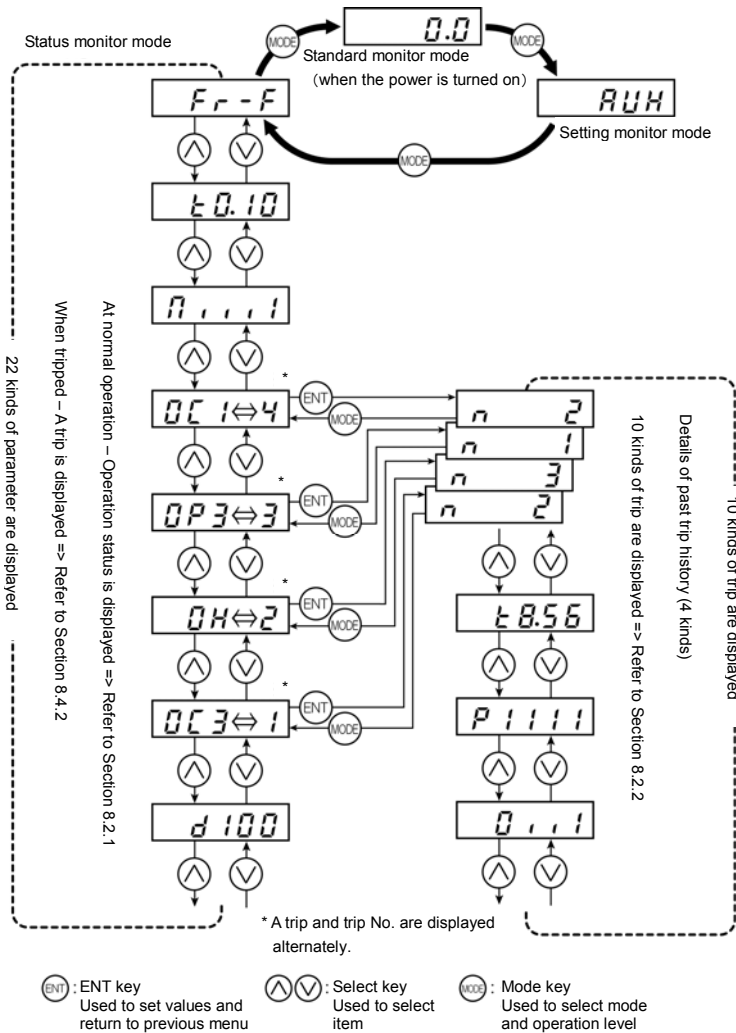 Status monitor mode
MODE
0.0
MODE
Standard monitor mode
(when the power is turned on)
Fr-F
AUH
Setting monitor mode
MODE
t0.10
OC1⇔4
*
ENT
MODE
n 2
OP3⇔3
*
ENT
MODE
n 1
OH⇔2
*
ENT
MODE
n 3
OC3⇔1
*
ENT
MODE
n 2
d100
t8.56
P1111
22 kinds of parameter are displayed
When tripped – A trip is displayed => Refer to Section 8.4.2
At normal operation – Operation status is displayed => Refer to Section 8.2.1
10 kinds of trip are displayed => Refer to Section 8.2.2
Details of past trip history (4 kinds)
10 kinds of trip are displayed
* A trip and trip No. are displayed
alternately.
ENT : ENT key
Used to set values and
return to previous menu
: Select key
Used to select
item
MODE : Mode key
Used to select mode
and operation level